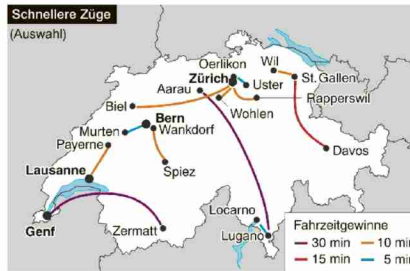 Schnellere Züge
(Auswahl)
Oerlikon
Wil
Zürich
St. Gallen
Aarau
Uster
Biel
Wohlen
Rapperswil
Bern
Murten
Wankdorf
Payerne
Davos
Lausanne
Spiez
Locarno
Genf
Zermatt
Lugano
Fahrzeitgewinne
30 min
10 min
15 min
5 min